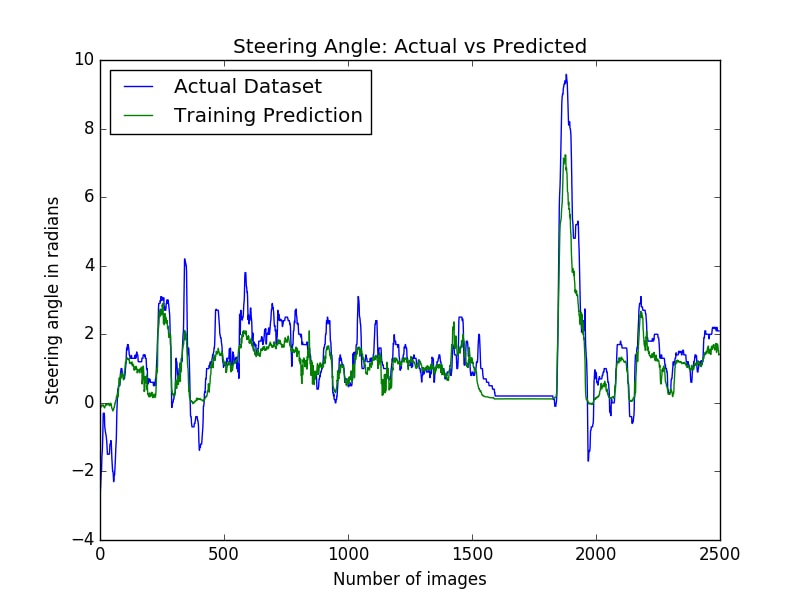 Steering Angle: Actual vs Predicted
10
8
6
4
2
0
−2
−4
Steering angle in radians
Actual Dataset
Training Prediction
0 500 1000 1500 2000 2500
Number of images